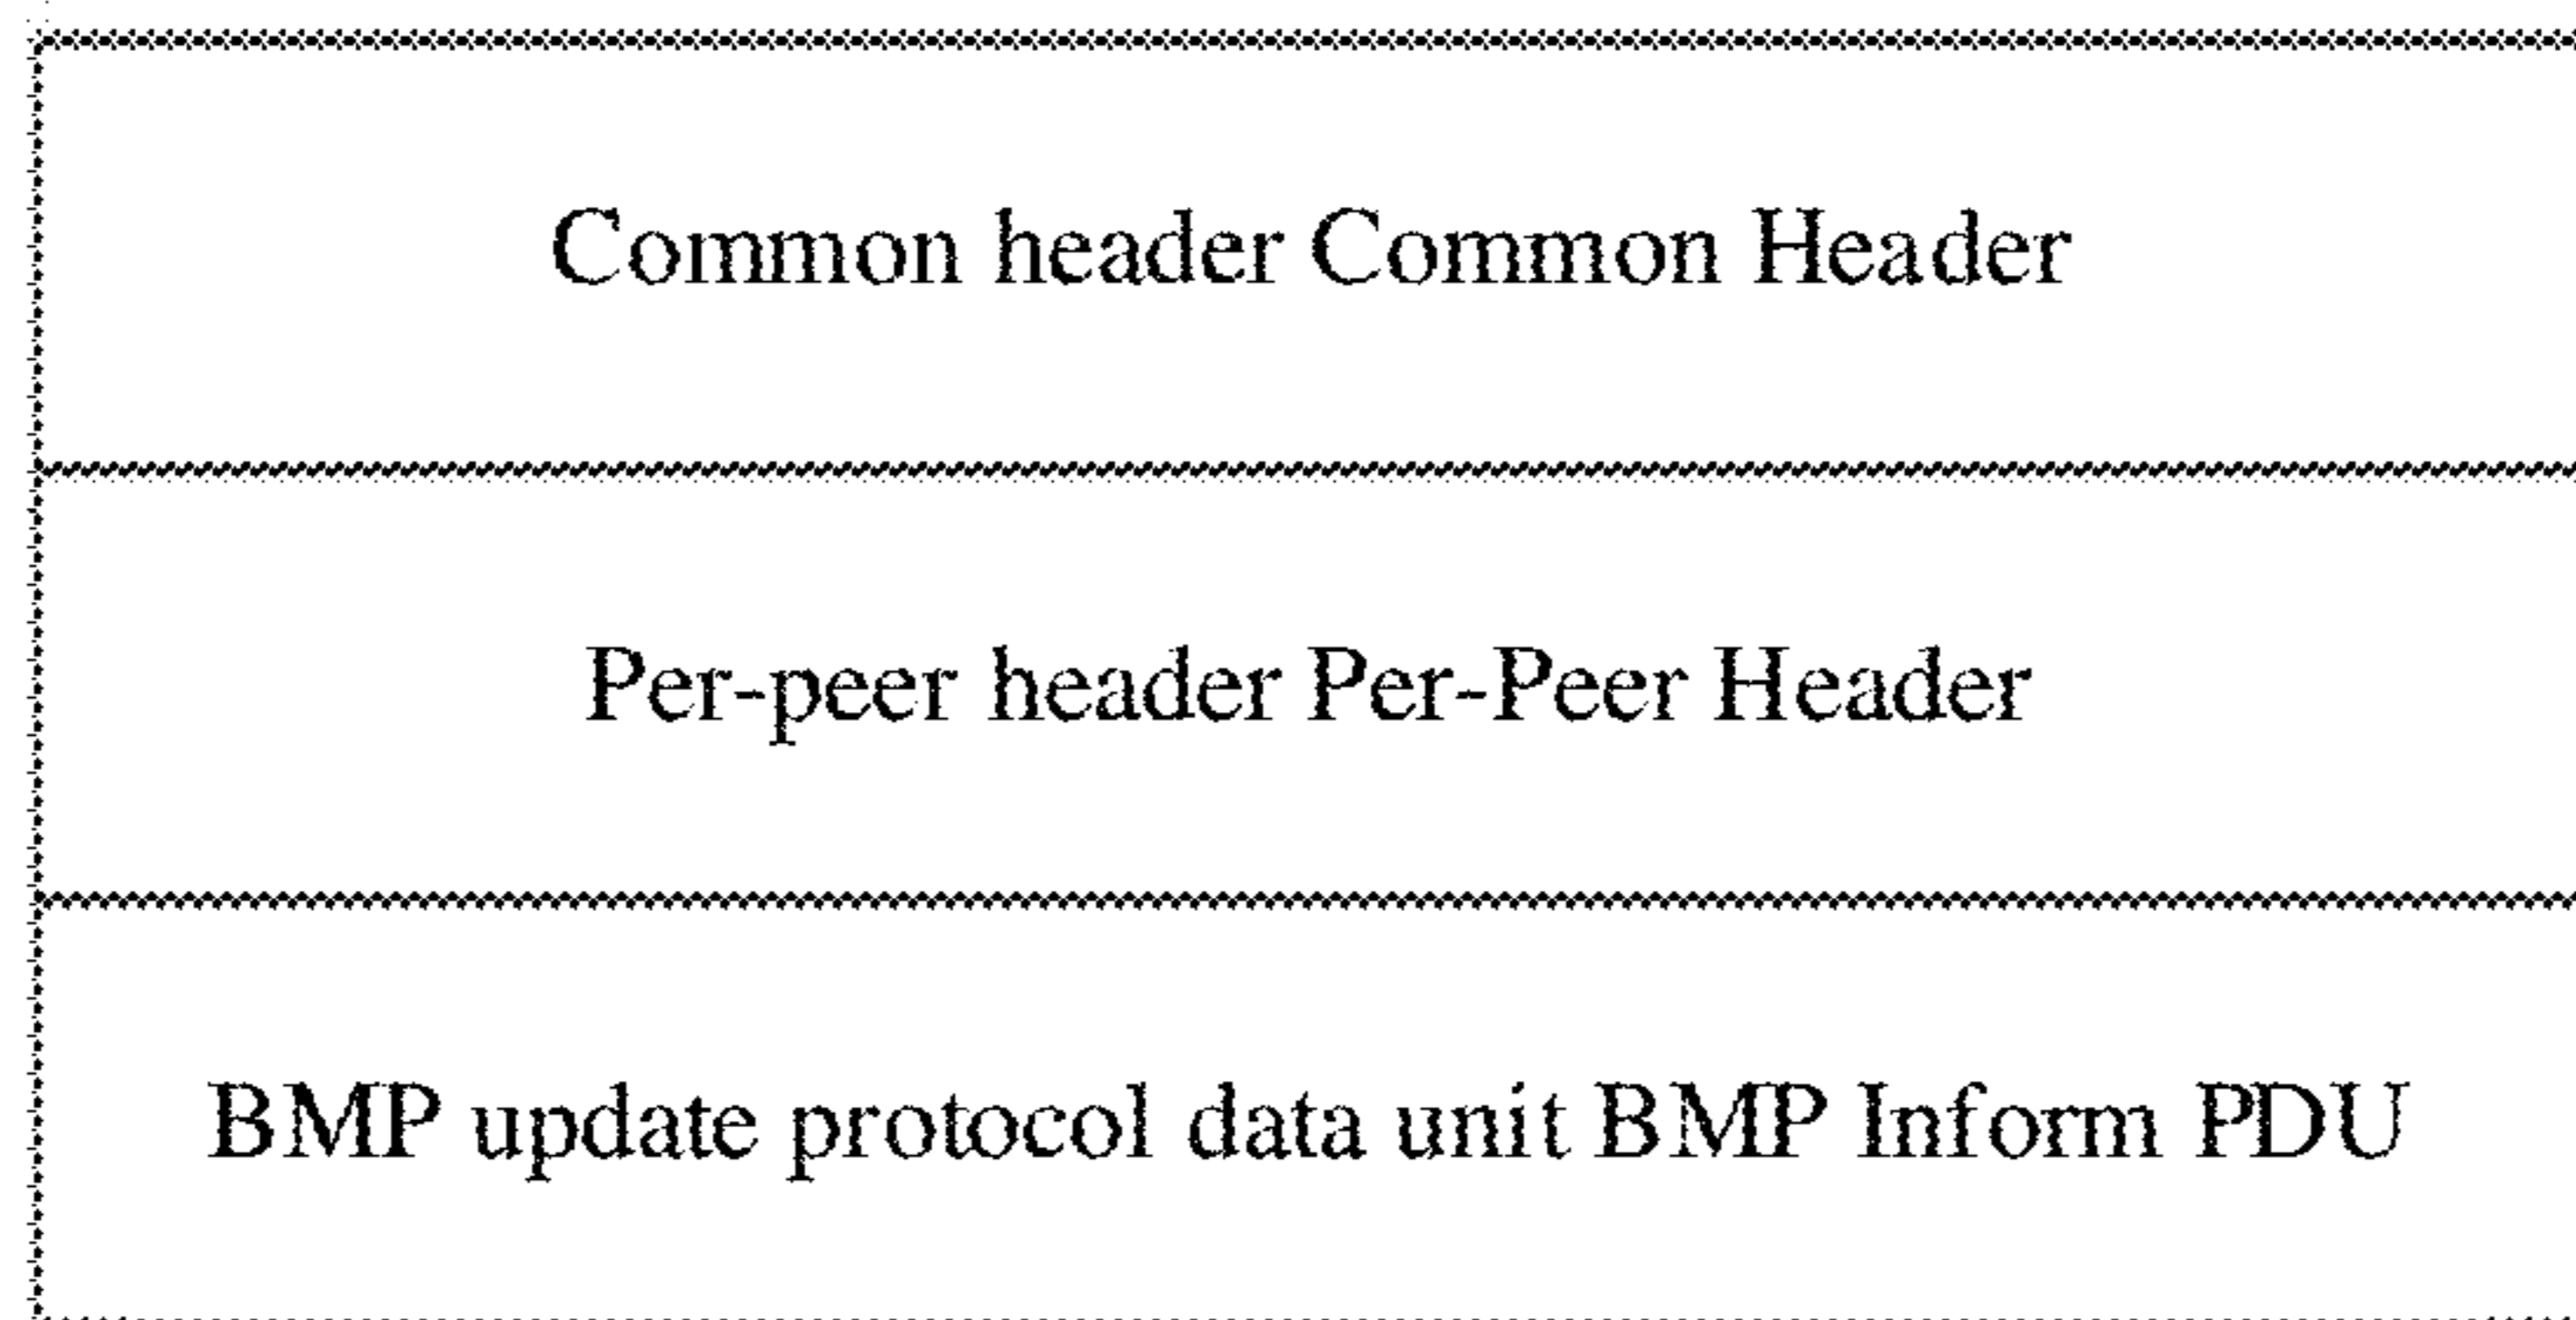 Common header Common Header
Per-peer header Per-Peer Header
BMP update protocol data unit BMP Inform PDU